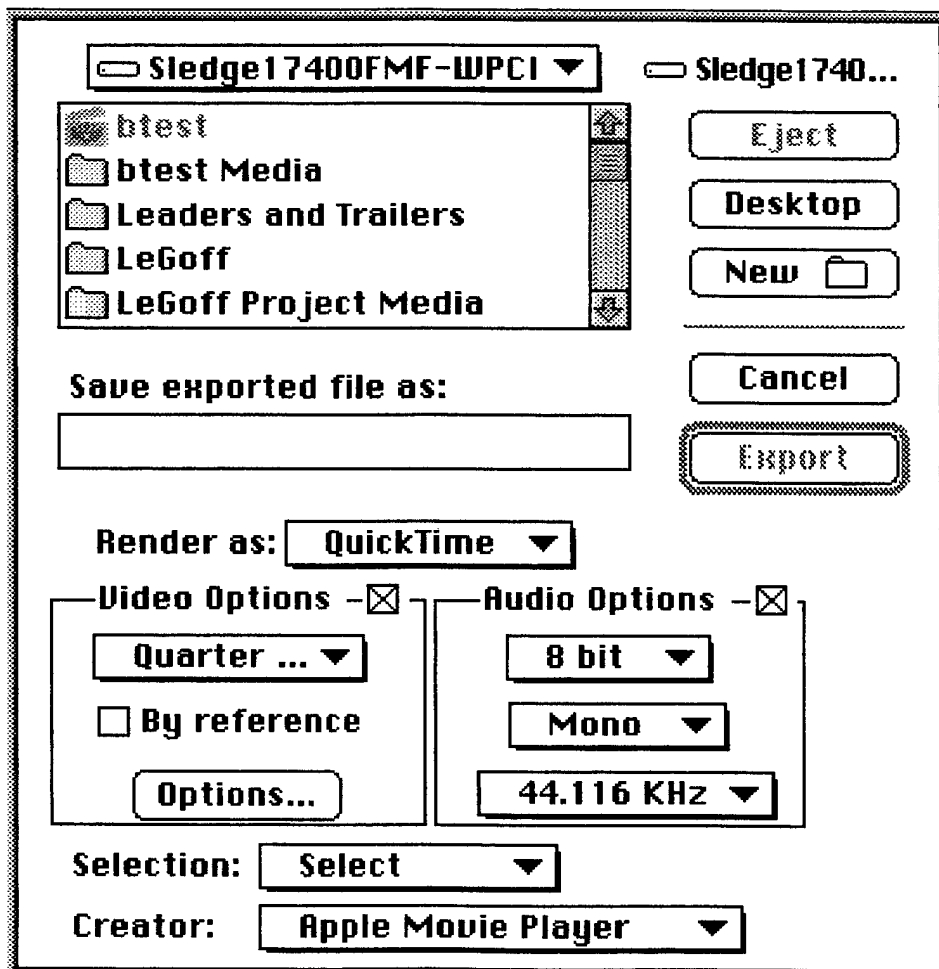 Sledge17400FMF-WPCI
Sledge1740...
btest
btest Media
Leaders and Trailers
LeGoff
LeGoff Project Media
Eject
Desktop
New
Cancel
Export
Save exported file as:
Render as: QuickTime
Video Options
Quarter ...
By reference
Options...
Audio Options
8 bit
Mono
44.116 KHz
Selection: Select
Creator: Apple Movie Player